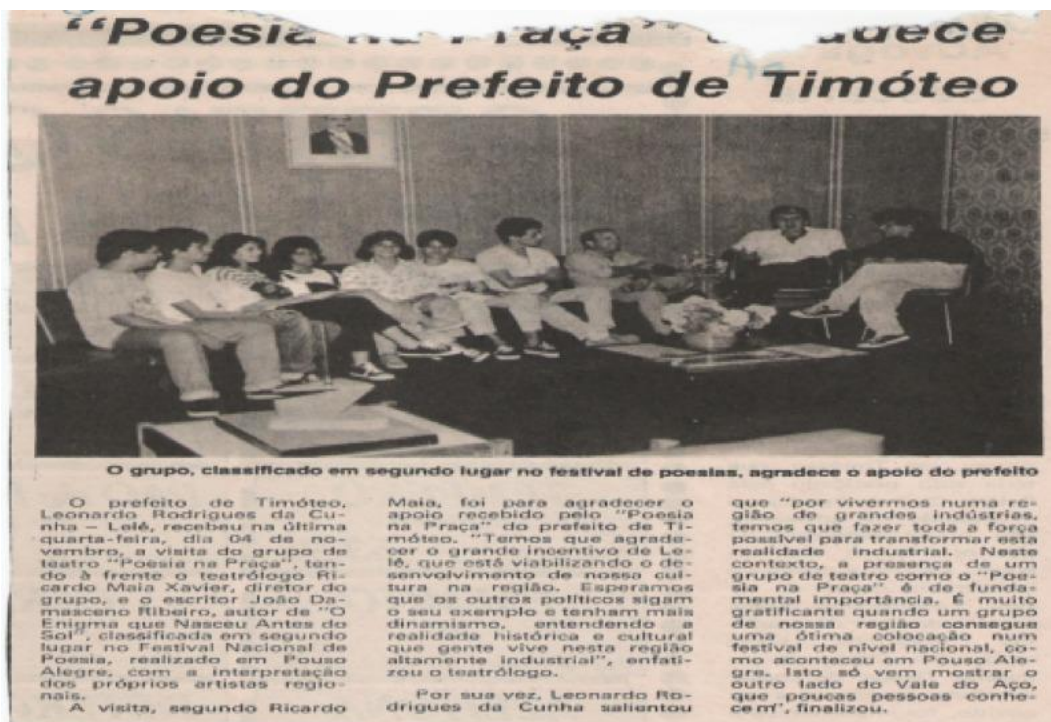 “Poesia na Praça” agradece
apoio do Prefeito de Timóteo
O grupo, classificado em segundo lugar no festival de poesias, agradece o apoio do prefeito
O prefeito de Timóteo,
Leonardo Rodrigues da Cu-
nha – Lelé, recebeu na última
quarta-feira, dia 04 de no-
vembro, a visita do grupo de
teatro “Poesia na Praça”, ten-
do à frente o teatrólogo Ri-
cardo Maia Xavier, diretor do
grupo, e o escritor João Da-
masceno Ribeiro, autor de “O
Enigma que Nasceu Antes do
Sol”, classificada em segundo
lugar no Festival Nacional de
Poesia, realizado em Pouso
Alegre, com a interpretação
dos próprios artistas regio-
nais.
A visita, segundo Ricardo
Maia, foi para agradecer o
apoio recebido pelo “Poesia
na Praça” do prefeito de Ti-
móteo. “Temos que agrade-
cer o grande incentivo de Le-
lé, que está viabilizando o de-
senvolvimento de nossa cul-
tura na região. Esperamos
que os outros políticos sigam
o seu exemplo e tenham mais
dinamismo, entendendo a
realidade histórica e cultural
que gente vive nesta região
altamente industrial”, enfati-
zou o teatrólogo.
Por sua vez, Leonardo Ro-
drigues da Cunha salientou
que “por vivermos numa re-
gião de grandes indústrias,
temos que fazer toda a força
possível para transformar esta
realidade industrial. Neste
contexto, a presença de um
grupo de teatro como o “Poe-
sia na Praça” é de funda-
mental importância. É muito
gratificante quando um grupo
de nossa região consegue
uma ótima colocação num
festival de nível nacional, co-
mo aconteceu em Pouso Ale-
gre. Isto só vem mostrar o
outro lado do Vale do Aço,
que poucas pessoas conhe-
cem”, finalizou.